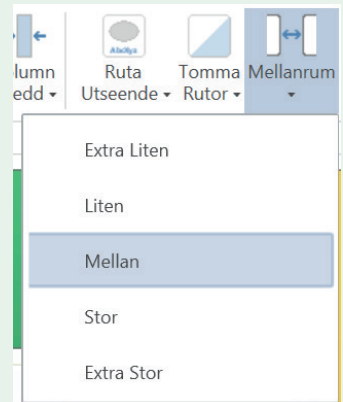 lumn
edd
Ruta
Utseende
Tomma
Rutor
Mellanrum
Extra Liten
Liten
Mellan
Stor
Extra Stor